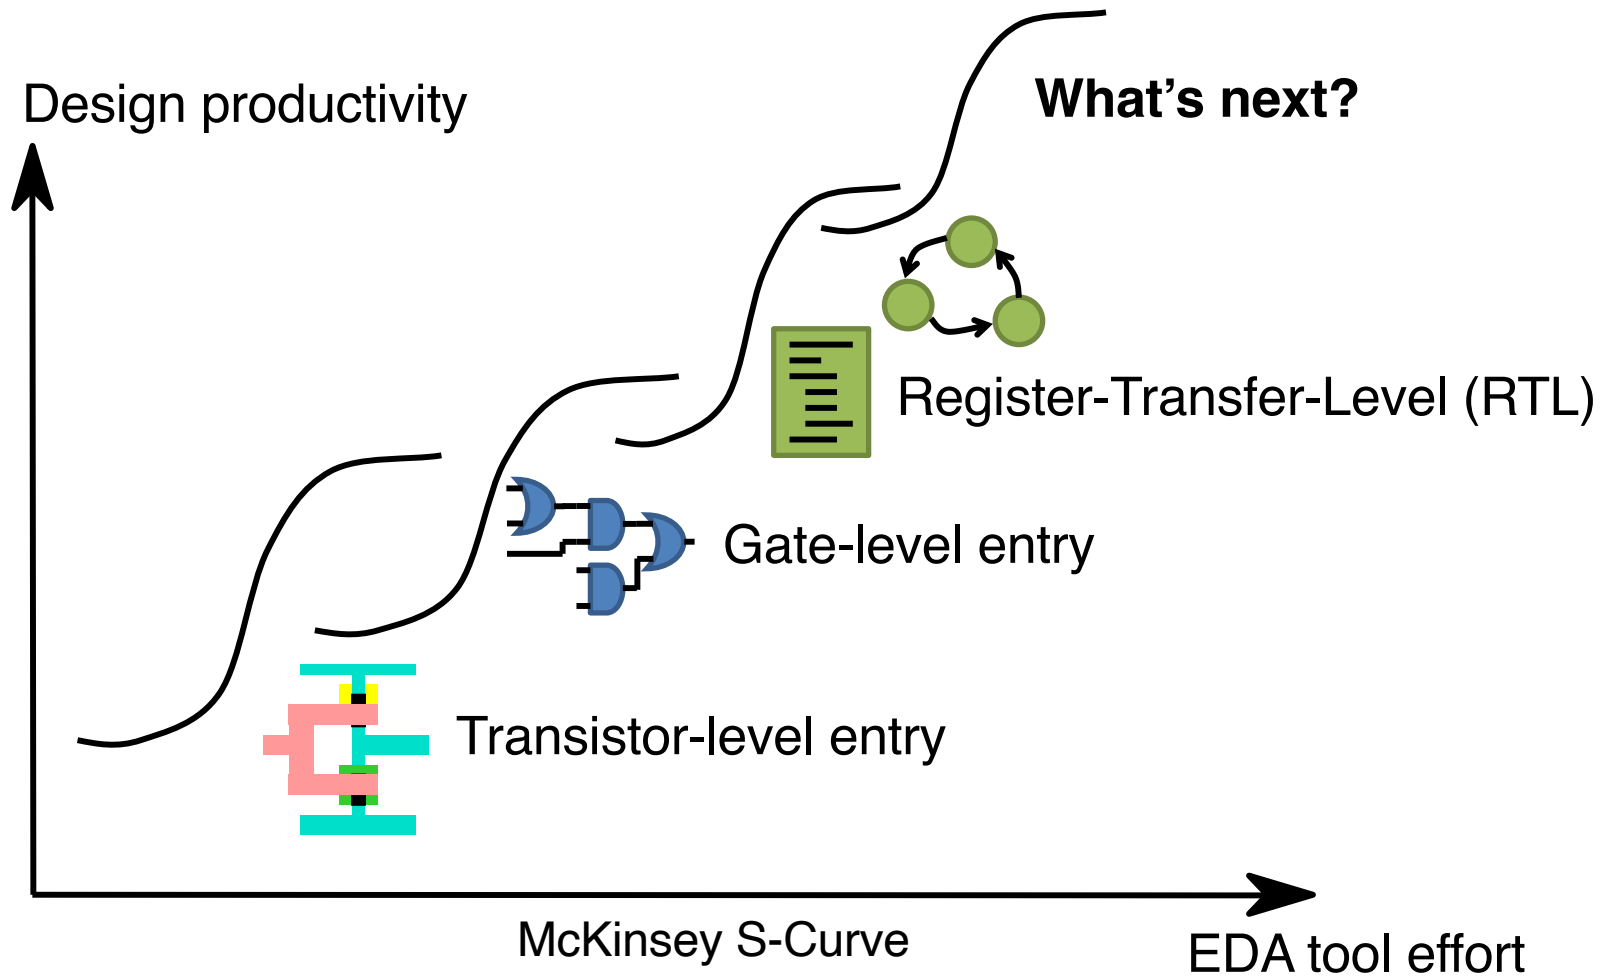 Design productivity
What's next?
Register-Transfer-Level (RTL)
Gate-level entry
Transistor-level entry
McKinsey S-Curve
EDA tool effort